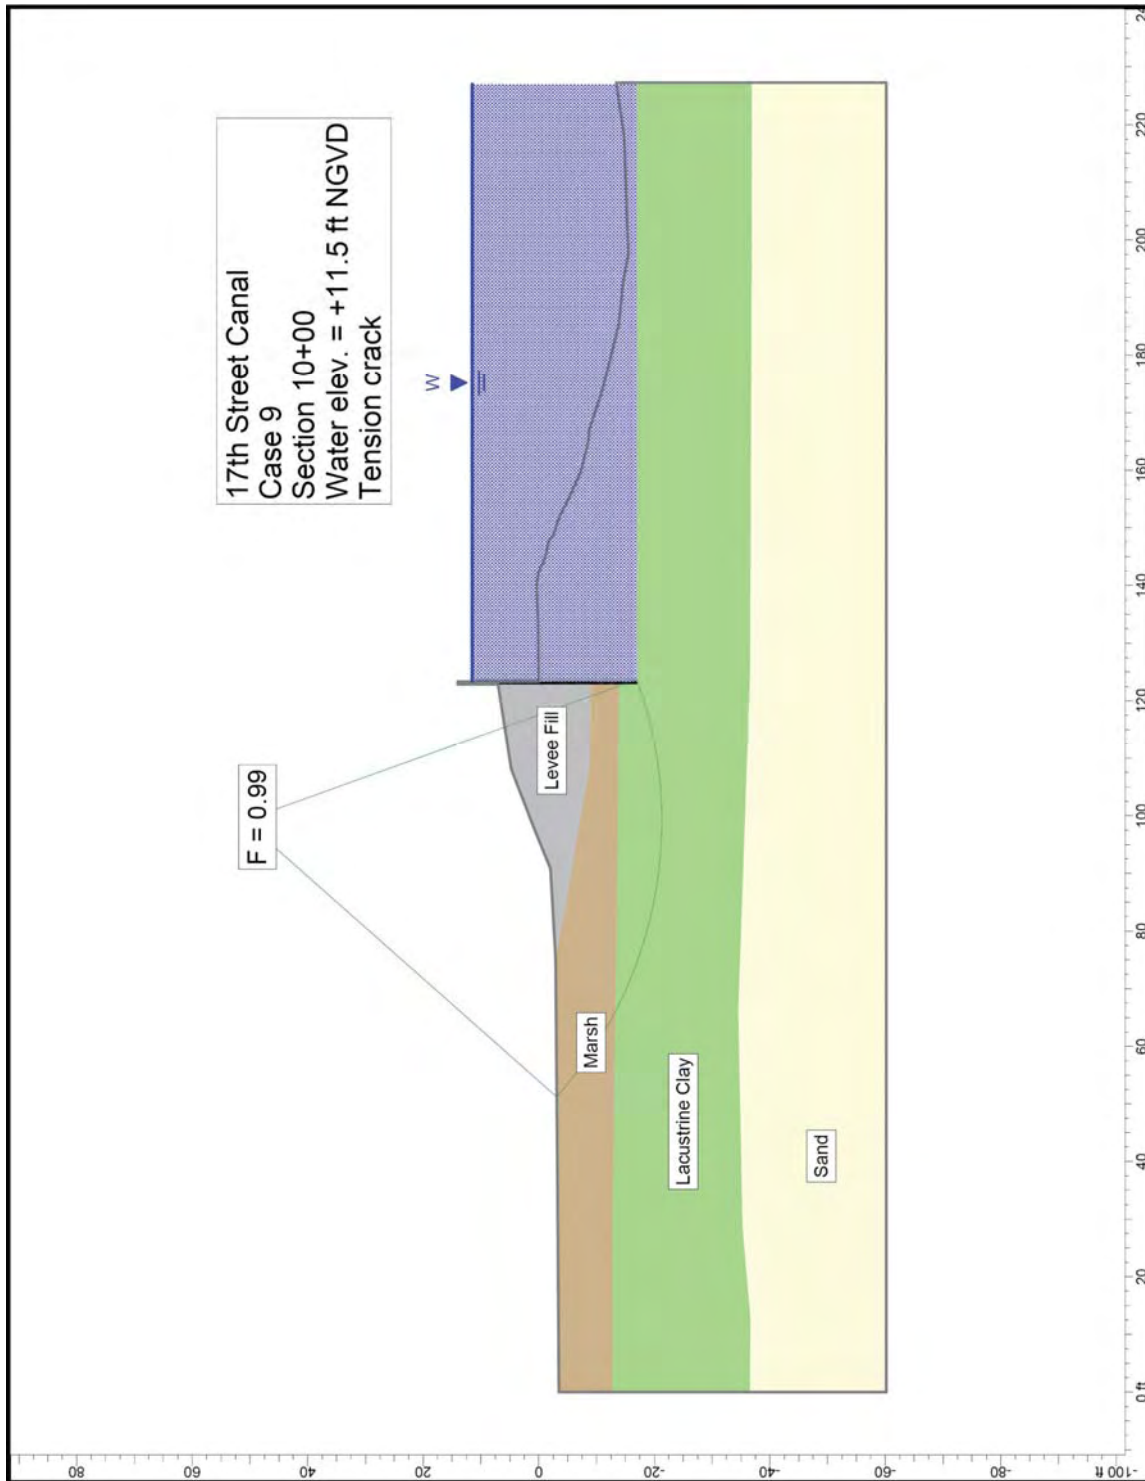 17th Street Canal
Case 9
Section 10+00
Water elev. = +11.5 ft NGVD
Tension crack
W
F = 0.99
Levee Fill
Marsh
Lacustrine Clay
Sand
80
60
40
20
0
-20
-40
-60
-80
-100 ft
0 ft
20
40
60
80
100
120
140
160
180
200
220
24